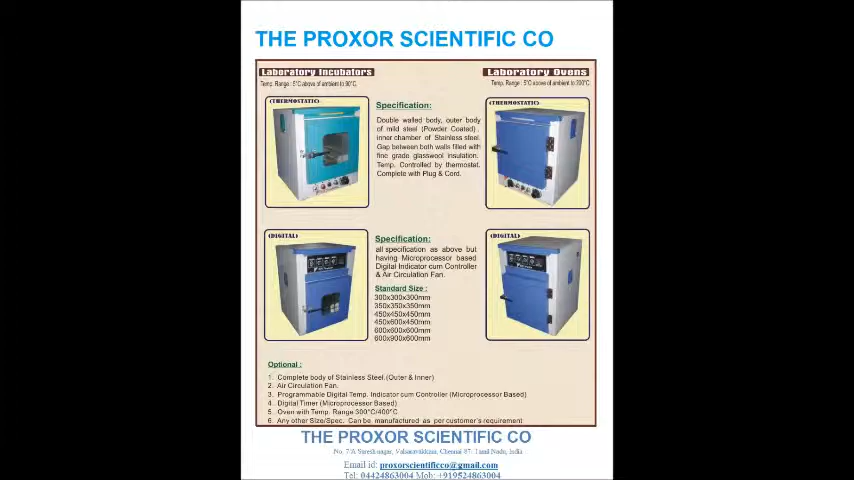 THE PROXOR SCIENTIFIC CO
Laboratory Incubators
Laboratory Ovens
Temp. Range : 5°C above of ambient to 90°C.
Temp. Range : 5°C above of ambient to 200°C
(THERMOSTATIC)
(THERMOSTATIC)
Specification:
Double walled body, outer body
of mild steel (Powder Coated) ,
inner chamber of Stainless steel.
Gap between both walls filled with
fine grade glasswool insulation.
Temp. Controlled by thermostat.
Complete with Plug & Cord.
(DIGITAL)
(DIGITAL)
Specification:
all specification as above but
having Microprocessor based
Digital Indicator cum Controller
& Air Circulation Fan.
Standard Size :
300x300x300mm
350x350x350mm
450x450x450mm
450x600x450mm
600x600x600mm
600x900x600mm
Optional :
1. Complete body of Stainless Steel.(Outer & Inner)
2. Air Circulation Fan.
3. Programmable Digital Temp. Indicator cum Controller (Microprocessor Based)
4. Digital Timer (Microprocessor Based)
5. Oven with Temp. Range 300°C/400°C
6. Any other Size/Spec. Can be manufactured as per customer's requirement
THE PROXOR SCIENTIFIC CO
No. 7/A Suresh nagar, Valasaravakkam, Chennai 87- Tamil Nadu, India
Email id: proxorscientificco@gmail.com
Tel: 04424863004 Mob: +919524863004